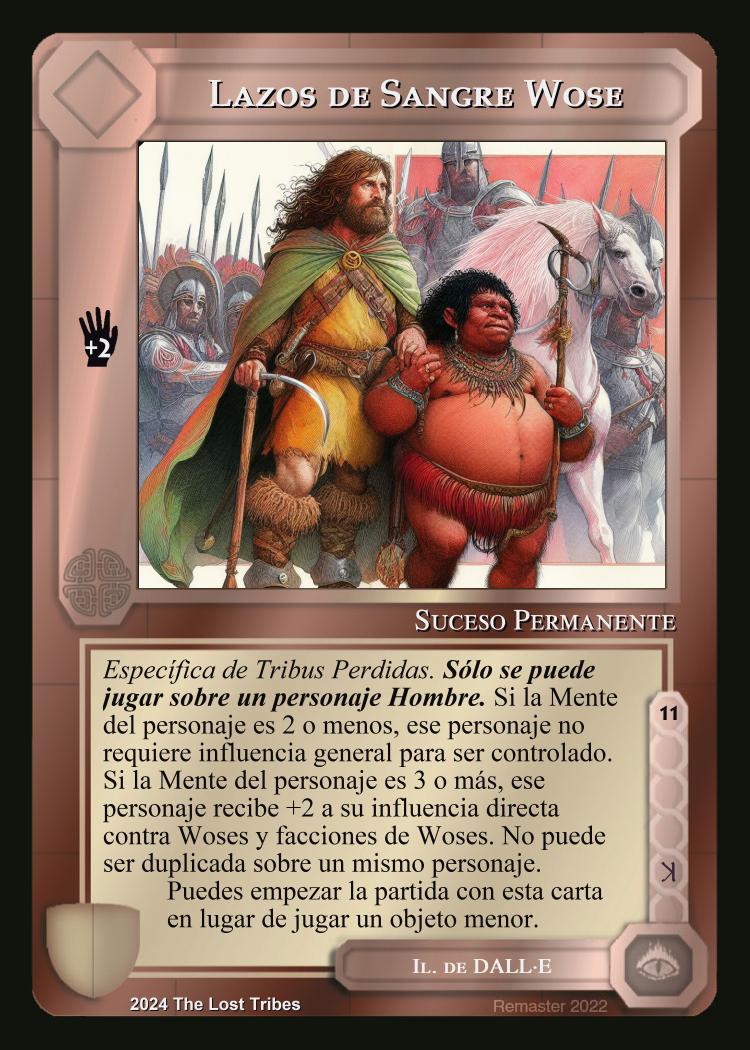 Lazos de Sangre Wose
+2
Suceso Permanente
Específica de Tribus Perdidas. Sólo se puede
jugar sobre un personaje Hombre. Si la Mente
del personaje es 2 o menos, ese personaje no
requiere influencia general para ser controlado.
Si la Mente del personaje es 3 o más, ese
personaje recibe +2 a su influencia directa
contra Woses y facciones de Woses. No puede
ser duplicada sobre un mismo personaje.
Puedes empezar la partida con esta carta
en lugar de jugar un objeto menor.
11
Il. de DALL·E
2024 The Lost Tribes
Remaster 2022